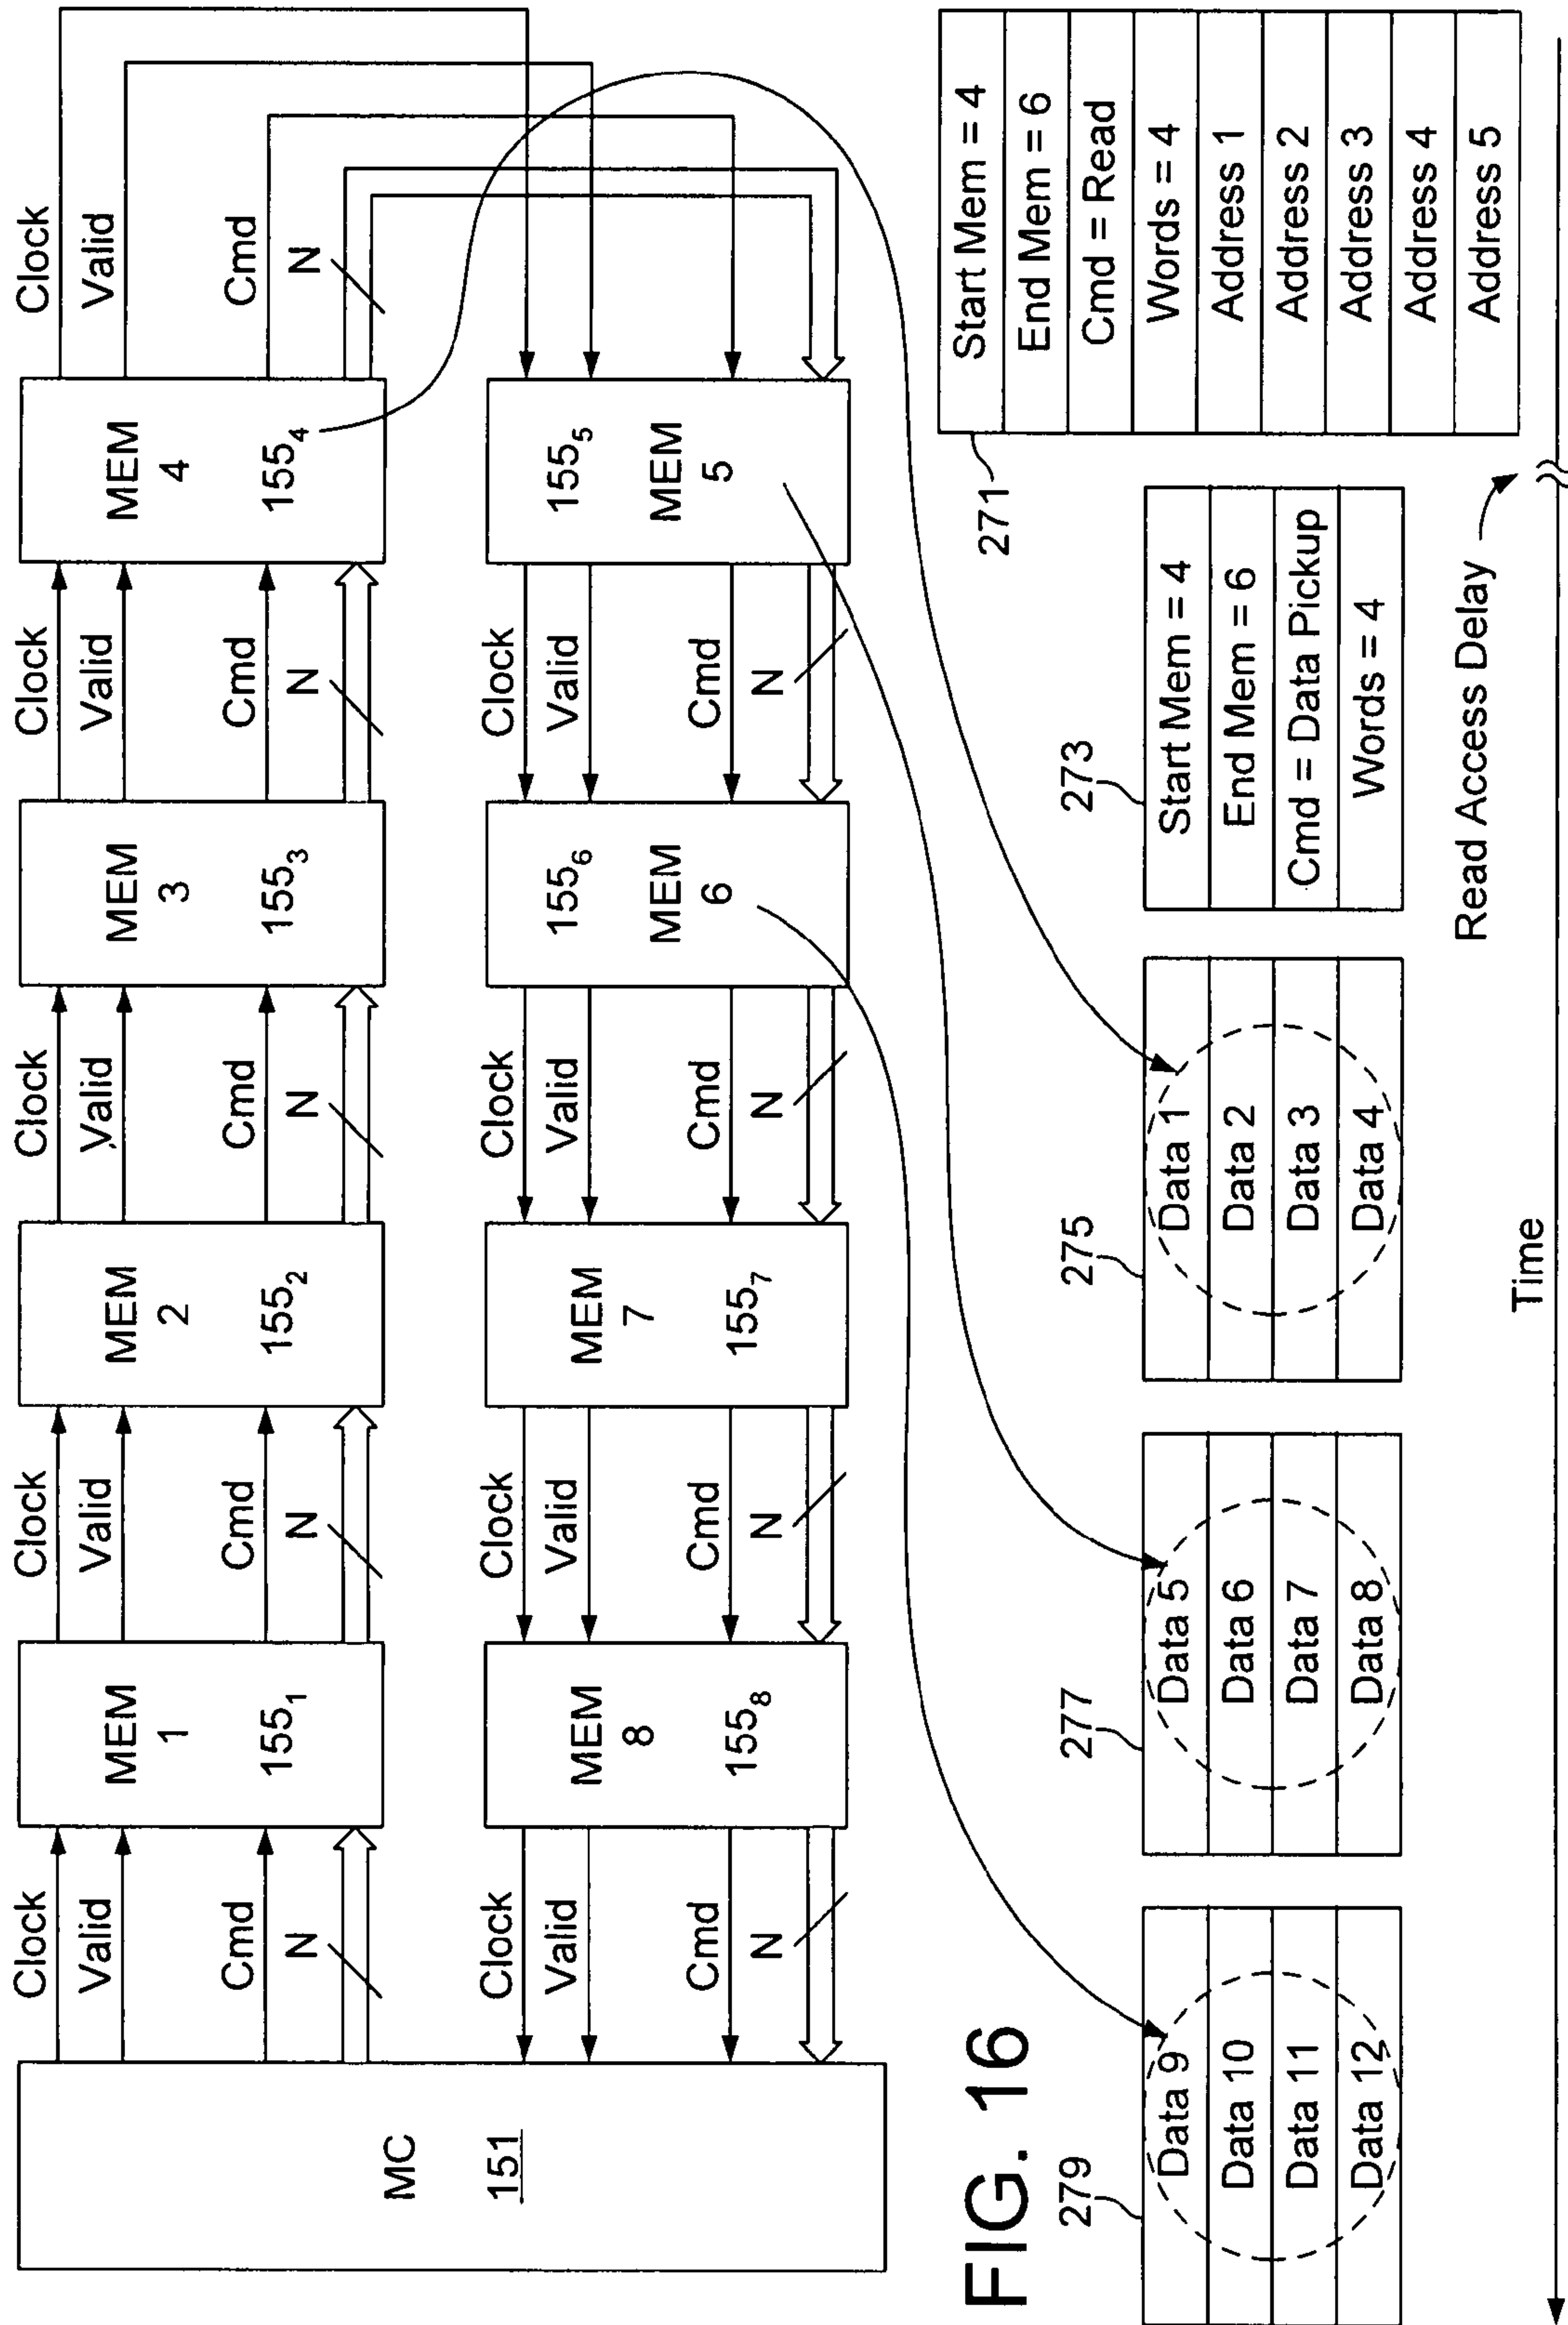 Clock
Valid
Cmd
N
Clock
Valid
Cmd
N
Clock
Valid
Cmd
N
Clock
Valid
Cmd
N
Clock
Valid
Cmd
N
MC
151
MEM
1
155₁
MEM
2
155₂
MEM
3
155₃
MEM
4
155₄
Clock
Valid
Cmd
N
Clock
Valid
Cmd
N
Clock
Valid
Cmd
N
Clock
Valid
Cmd
N
MEM
8
155₈
MEM
7
155₇
155₆
MEM
6
155₅
MEM
5
FIG. 16
279
Data 9
Data 10
Data 11
Data 12
277
Data 5
Data 6
Data 7
Data 8
275
Data 1
Data 2
Data 3
Data 4
273
Start Mem = 4
End Mem = 6
Cmd = Data Pickup
Words = 4
271
Start Mem = 4
End Mem = 6
Cmd = Read
Words = 4
Address 1
Address 2
Address 3
Address 4
Address 5
Read Access Delay
Time